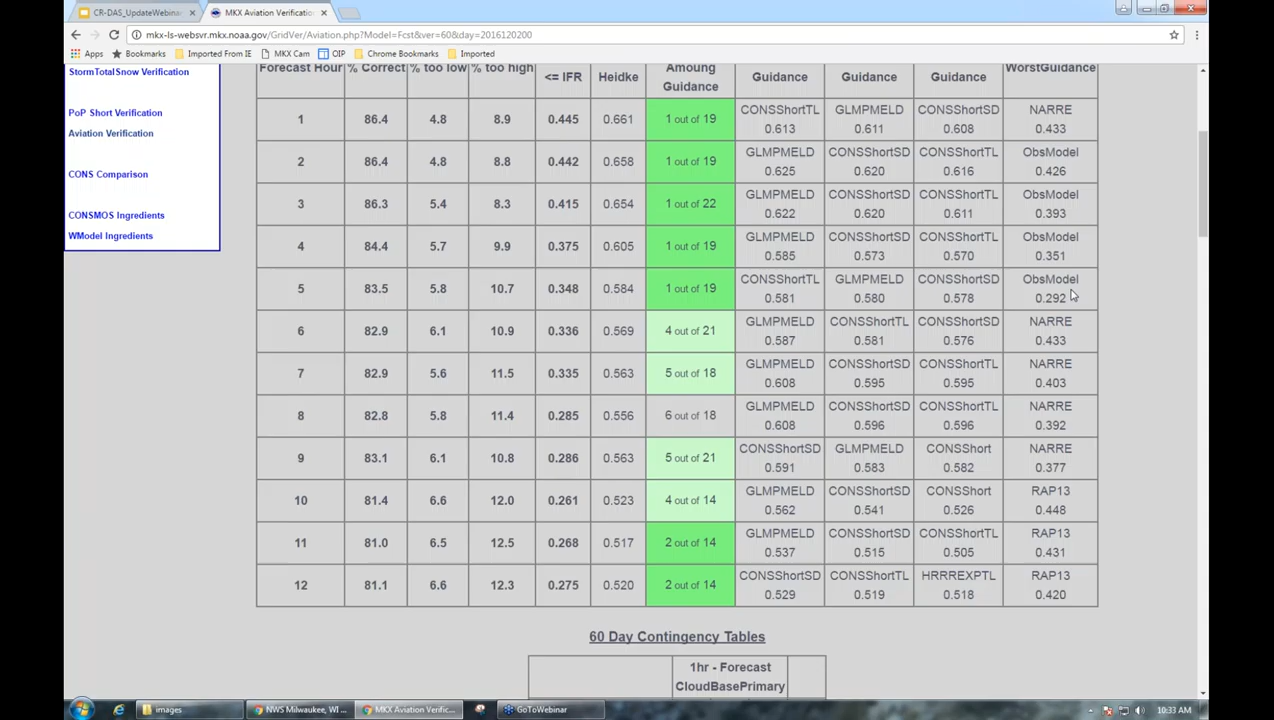 CR-DAS_UpdateWebinar
MKX Aviation Verificatio
mkx-ls-websvr.mkx.noaa.gov/GridVer/Aviation.php?Model=Fcst&ver=60&day=2016120200
Apps Bookmarks Imported From IE MKX Cam OIP Chrome Bookmarks Imported
StormTotalSnow Verification
PoP Short Verification
Aviation Verification
CONS Comparison
CONSMOS Ingredients
WModel Ingredients
Forecast Hour % Correct % too low % too high <= IFR Heidke Amoung Guidance Guidance Guidance Guidance WorstGuidance
1 86.4 4.8 8.9 0.445 0.661 1 out of 19 CONSShortTL 0.613 GLMPMELD 0.611 CONSShortSD 0.608 NARRE 0.433
2 86.4 4.8 8.8 0.442 0.658 1 out of 19 GLMPMELD 0.625 CONSShortSD 0.620 CONSShortTL 0.616 ObsModel 0.426
3 86.3 5.4 8.3 0.415 0.654 1 out of 22 GLMPMELD 0.622 CONSShortSD 0.620 CONSShortTL 0.611 ObsModel 0.393
4 84.4 5.7 9.9 0.375 0.605 1 out of 19 GLMPMELD 0.585 CONSShortSD 0.573 CONSShortTL 0.570 ObsModel 0.351
5 83.5 5.8 10.7 0.348 0.584 1 out of 19 CONSShortTL 0.581 GLMPMELD 0.580 CONSShortSD 0.578 ObsModel 0.292
6 82.9 6.1 10.9 0.336 0.569 4 out of 21 GLMPMELD 0.587 CONSShortTL 0.581 CONSShortSD 0.576 NARRE 0.433
7 82.9 5.6 11.5 0.335 0.563 5 out of 18 GLMPMELD 0.608 CONSShortSD 0.595 CONSShortTL 0.595 NARRE 0.403
8 82.8 5.8 11.4 0.285 0.556 6 out of 18 GLMPMELD 0.608 CONSShortSD 0.596 CONSShortTL 0.596 NARRE 0.392
9 83.1 6.1 10.8 0.286 0.563 5 out of 21 CONSShortSD 0.591 GLMPMELD 0.583 CONSShort 0.582 NARRE 0.377
10 81.4 6.6 12.0 0.261 0.523 4 out of 14 GLMPMELD 0.562 CONSShortSD 0.541 CONSShort 0.526 RAP13 0.448
11 81.0 6.5 12.5 0.268 0.517 2 out of 14 GLMPMELD 0.537 CONSShortSD 0.515 CONSShortTL 0.505 RAP13 0.431
12 81.1 6.6 12.3 0.275 0.520 2 out of 14 CONSShortSD 0.529 CONSShortTL 0.519 HRRREXPTL 0.518 RAP13 0.420
60 Day Contingency Tables
1hr - Forecast
CloudBasePrimary
images NWS Milwaukee, WI ... MKX Aviation Verific... GoToWebinar 10:33 AM